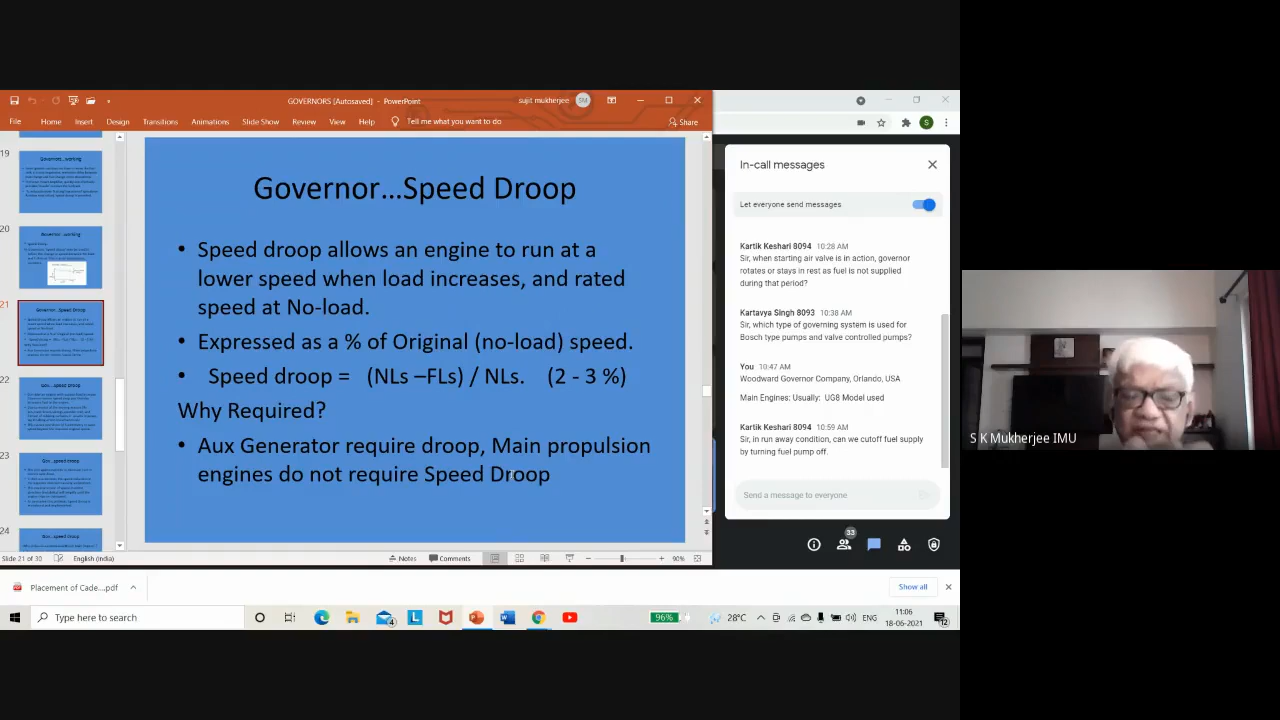 GOVERNORS [Autosaved] - PowerPoint
sujit mukherjee
SM
File Home Insert Design Transitions Animations Slide Show Review View Help Tell me what you want to do Share
19
20
21
22
23
24
Governor...Speed Droop
• Speed droop allows an engine to run at a
lower speed when load increases, and rated
speed at No-load.
• Expressed as a % of Original (no-load) speed.
• Speed droop = (NLs –FLs) / NLs. (2 - 3 %)
Why Required?
• Aux Generator require droop, Main propulsion
engines do not require Speed Droop
Slide 21 of 30 English (India) Notes Comments 90%
In-call messages
Let everyone send messages
Kartik Keshari 8094 10:28 AM
Sir, when starting air valve is in action, governor
rotates or stays in rest as fuel is not supplied
during that period?
Kartavya Singh 8093 10:38 AM
Sir, which type of governing system is used for
Bosch type pumps and valve controlled pumps?
You 10:47 AM
Woodward Governor Company, Orlando, USA
Main Engines: Usually: UG8 Model used
Kartik Keshari 8094 10:59 AM
Sir, in run away condition, can we cutoff fuel supply
by turning fuel pump off.
Send a message to everyone
33
S K Mukherjee IMU
Placement of Cade....pdf
Show all
Type here to search
96%
28°C
ENG
11:06
18-06-2021